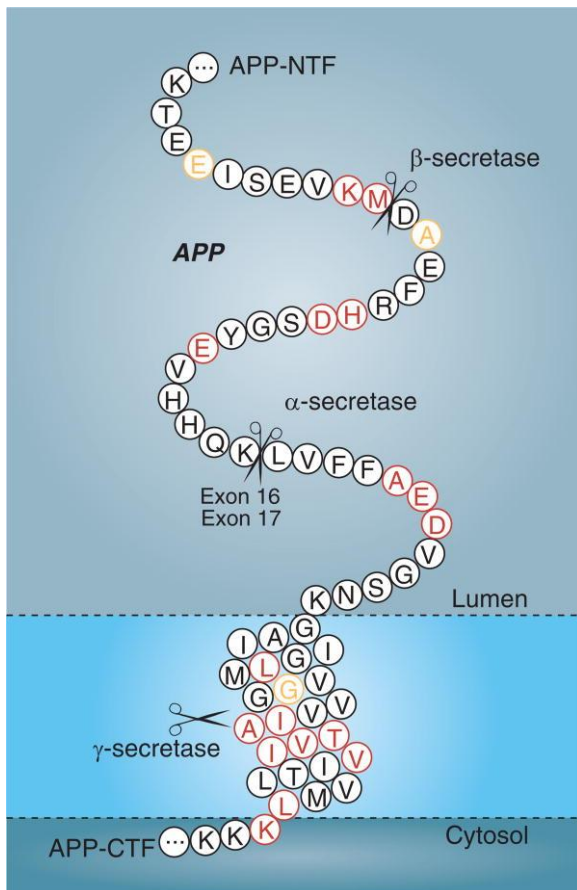 ... APP-NTF
K
T
E
E I S E V K M D
β-secretase
A
APP
E
E Y G S D H R F
V
H
H
α-secretase
Q K L V F F A E D
Exon 16
Exon 17
K N S G V
Lumen
I A G
M L G I
G G V
A I V V
γ-secretase
I V T V
L T I
L M V
APP-CTF ... K K K
Cytosol